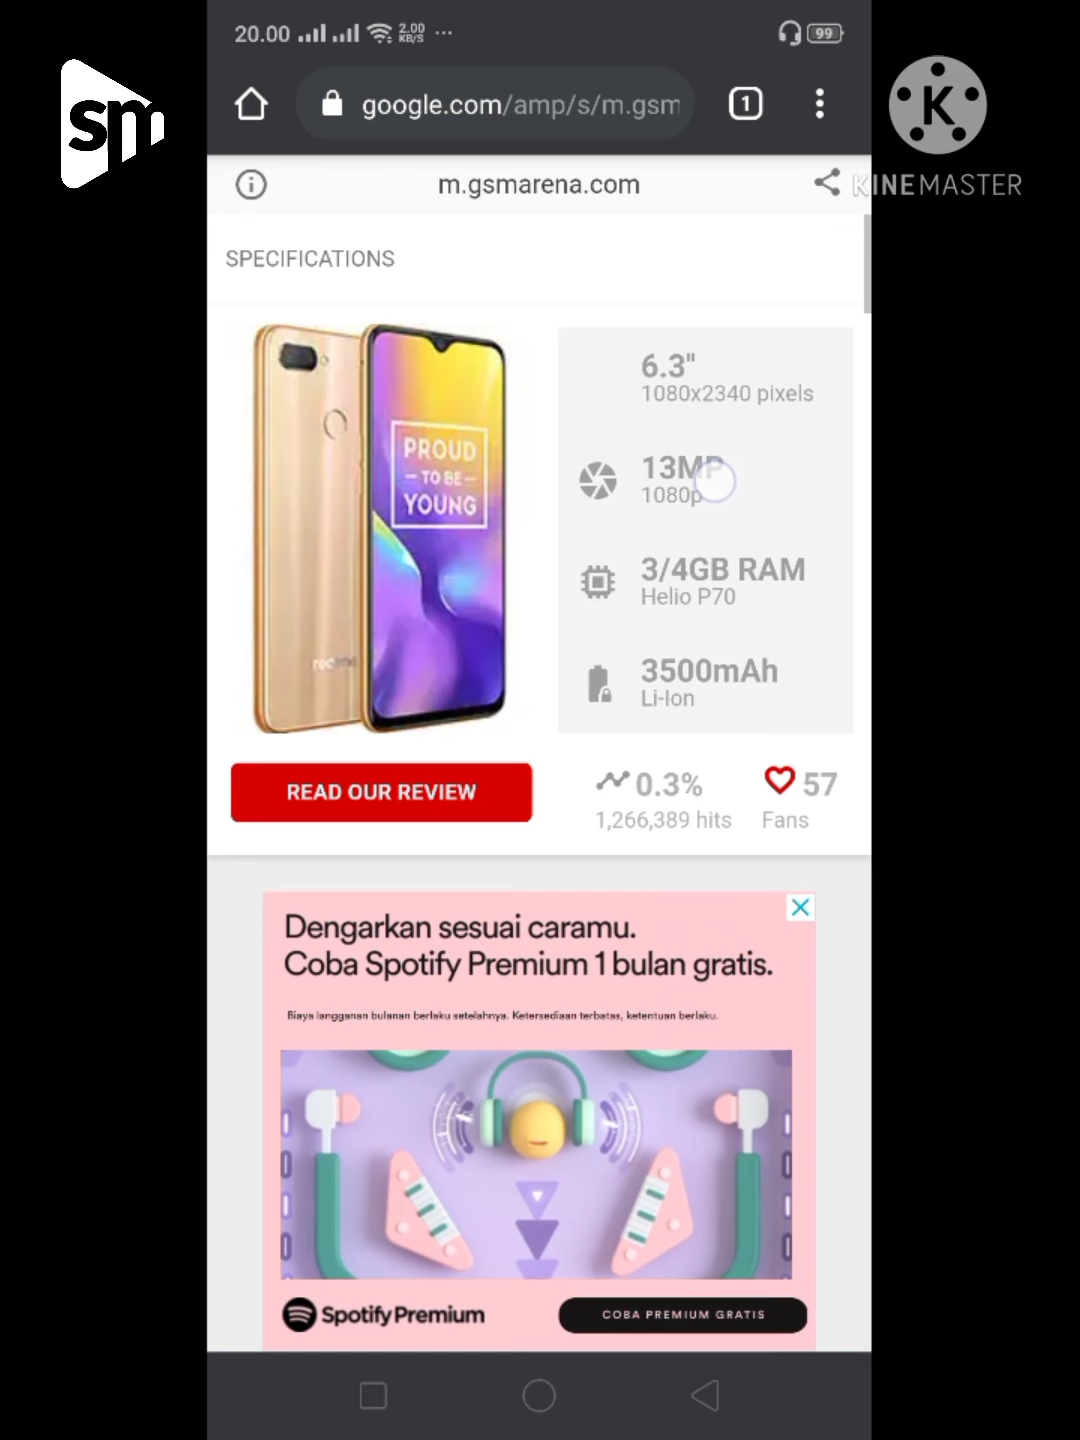 20.00
2.00
KB/S
99
sm
google.com/amp/s/m.gsm
1
K
KINEMASTER
m.gsmarena.com
SPECIFICATIONS
PROUD
TO BE
YOUNG
realme
6.3"
1080x2340 pixels
13MP
1080p
3/4GB RAM
Helio P70
3500mAh
Li-Ion
READ OUR REVIEW
0.3%
1,266,389 hits
57
Fans
Dengarkan sesuai caramu.
Coba Spotify Premium 1 bulan gratis.
Biaya langganan bulanan berlaku setelahnya. Ketersediaan terbatas, ketentuan berlaku.
Spotify Premium
COBA PREMIUM GRATIS